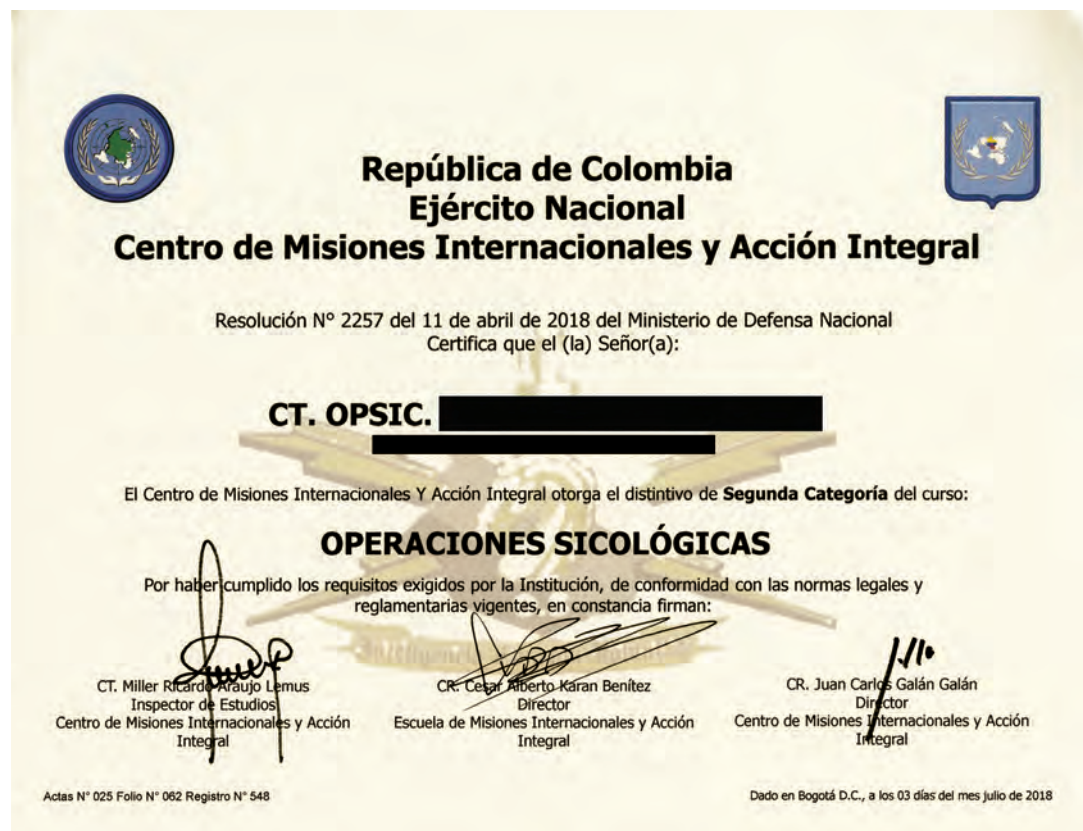 República de Colombia
Ejército Nacional
Centro de Misiones Internacionales y Acción Integral
Resolución N° 2257 del 11 de abril de 2018 del Ministerio de Defensa Nacional
Certifica que el (la) Señor(a):
CT. OPSIC.
El Centro de Misiones Internacionales Y Acción Integral otorga el distintivo de Segunda Categoría del curso:
OPERACIONES SICOLÓGICAS
Por haber cumplido los requisitos exigidos por la Institución, de conformidad con las normas legales y
reglamentarias vigentes, en constancia firman:
CT. Miller Ricardo Araujo Lemus
Inspector de Estudios
Centro de Misiones Internacionales y Acción
Integral
CR. Cesar Alberto Karan Benítez
Director
Escuela de Misiones Internacionales y Acción
Integral
CR. Juan Carlos Galán Galán
Director
Centro de Misiones Internacionales y Acción
Integral
Actas N° 025 Folio N° 062 Registro N° 548
Dado en Bogotá D.C., a los 03 días del mes julio de 2018